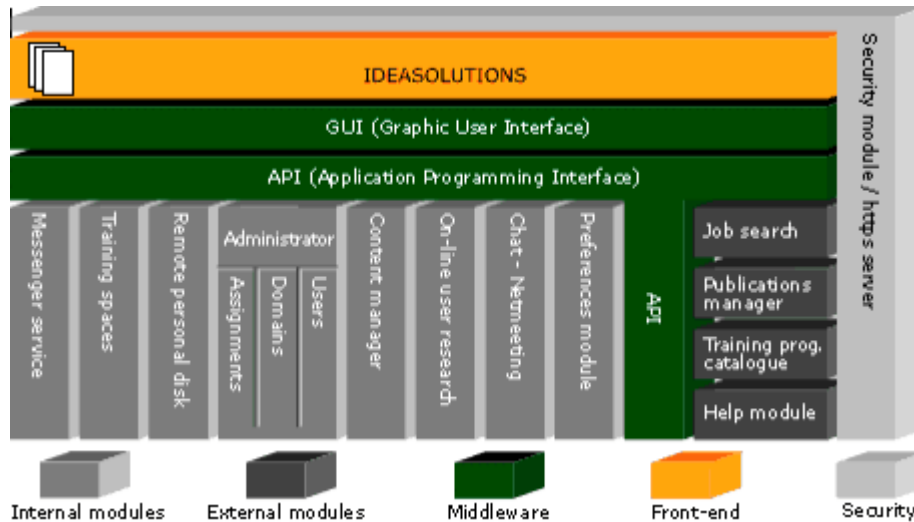 IDEASOLUTIONS
GUI (Graphic User Interface)
API (Application Programming Interface)
Security module / https server
Messenger service
Training spaces
Remote personal disk
Administrator
Assignments
Domains
Users
Content manager
On-line user research
Chat - Netmeeting
Preferences module
API
Job search
Publications
manager
Training prog.
catalogue
Help module
Internal modules
External modules
Middleware
Front-end
Security